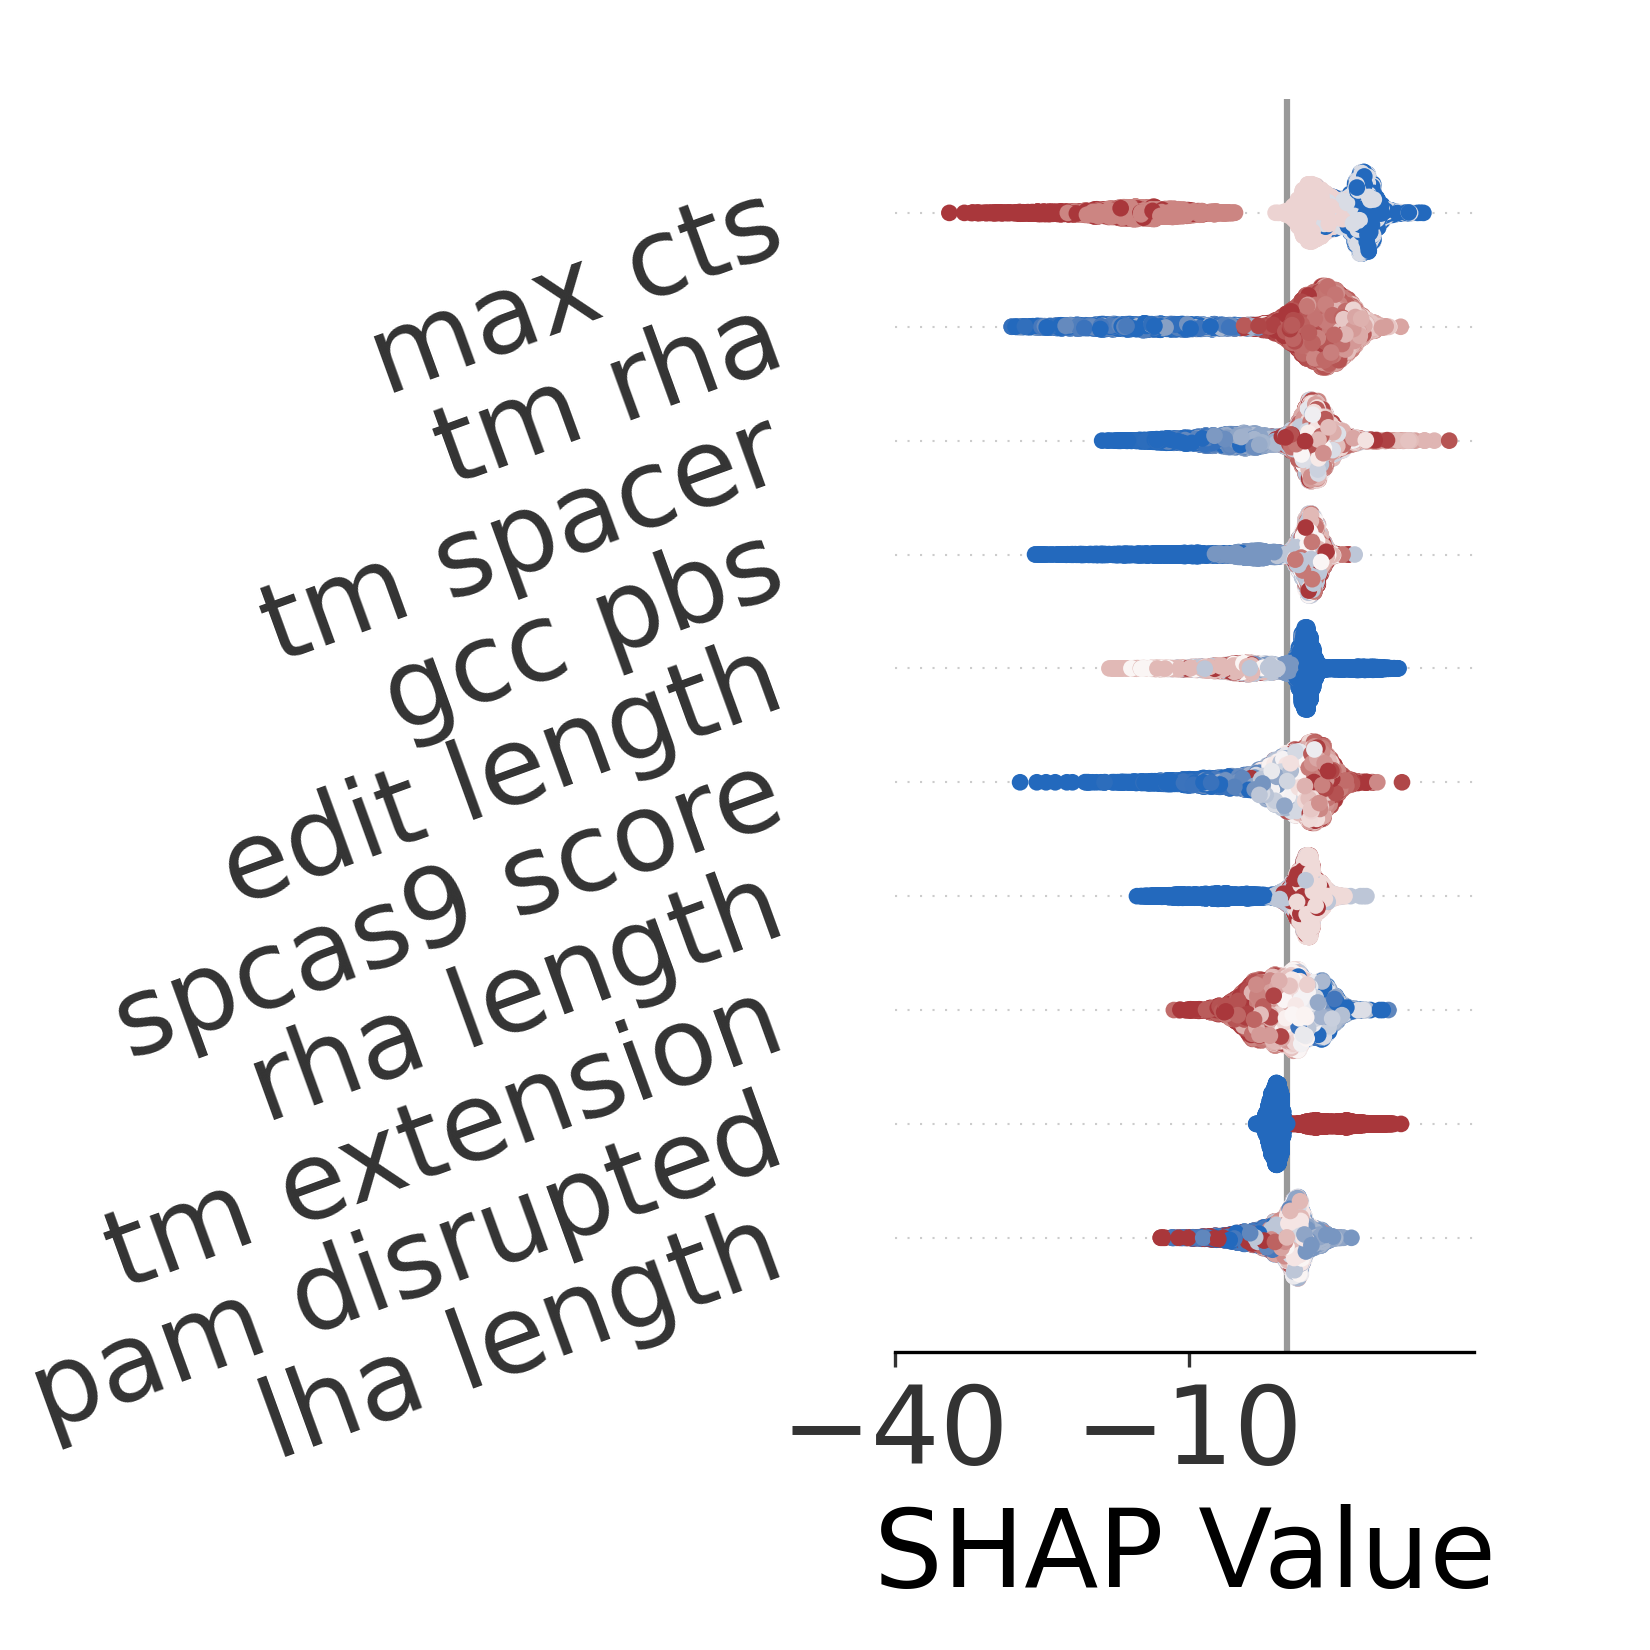 max cts
tm rha
tm spacer
gcc pbs
edit length
spcas9 score
rha length
tm extension
pam disrupted
lha length
−40 −10
SHAP Value